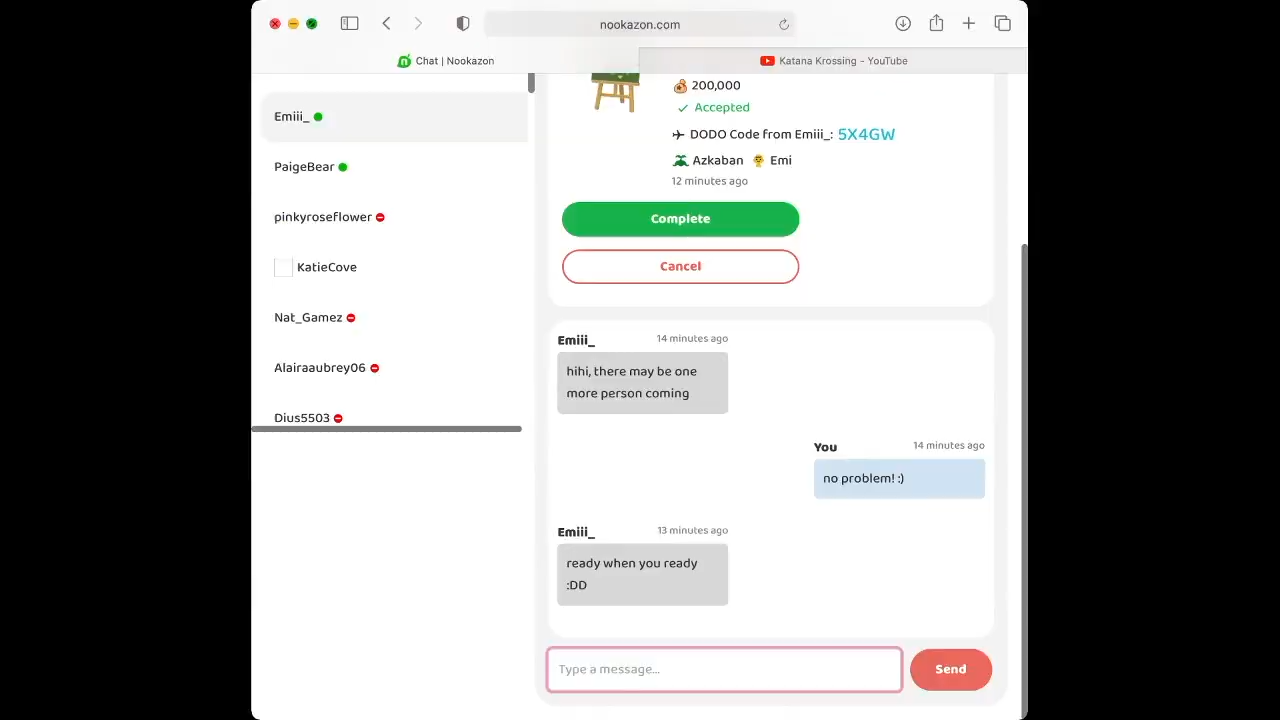 nookazon.com
Chat | Nookazon
Katana Krossing - YouTube
Emiii_
PaigeBear
pinkyroseflower
KatieCove
Nat_Gamez
Alairaaubrey06
Dius5503
200,000
Accepted
DODO Code from Emiii_: 5X4GW
Azkaban Emi
12 minutes ago
Complete
Cancel
Emiii_ 14 minutes ago
hihi, there may be one
more person coming
You 14 minutes ago
no problem! :)
Emiii_ 13 minutes ago
ready when you ready
:DD
Type a message...
Send